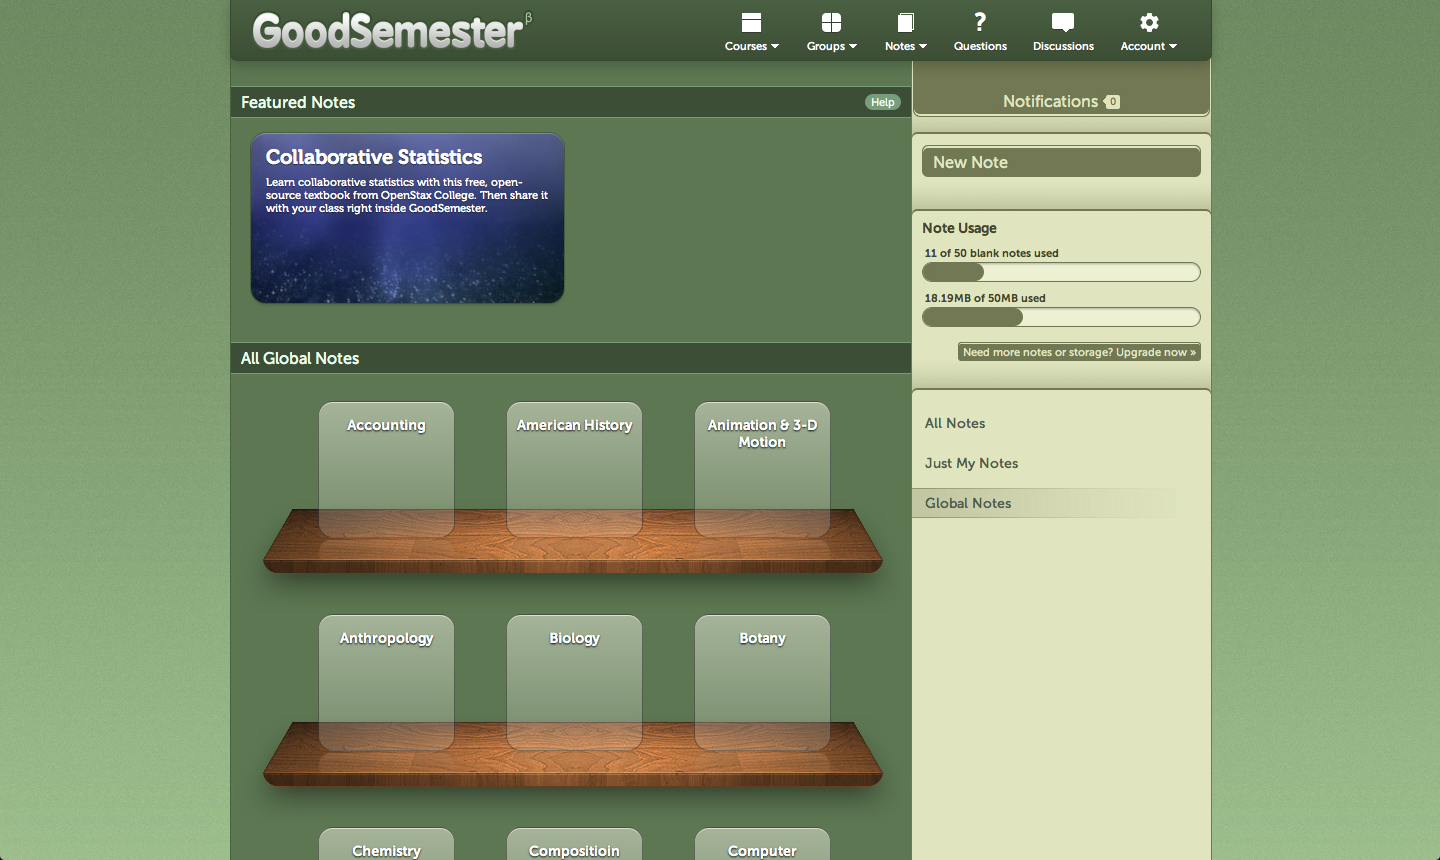 GoodSemester β
Courses
Groups
Notes
Questions
Discussions
Account
Featured Notes
Help
Collaborative Statistics
Learn collaborative statistics with this free, open-
source textbook from OpenStax College. Then share it
with your class right inside GoodSemester.
All Global Notes
Accounting
American History
Animation & 3-D
Motion
Anthropology
Biology
Botany
Chemistry
Compositioin
Computer
Notifications 0
New Note
Note Usage
11 of 50 blank notes used
18.19MB of 50MB used
Need more notes or storage? Upgrade now »
All Notes
Just My Notes
Global Notes